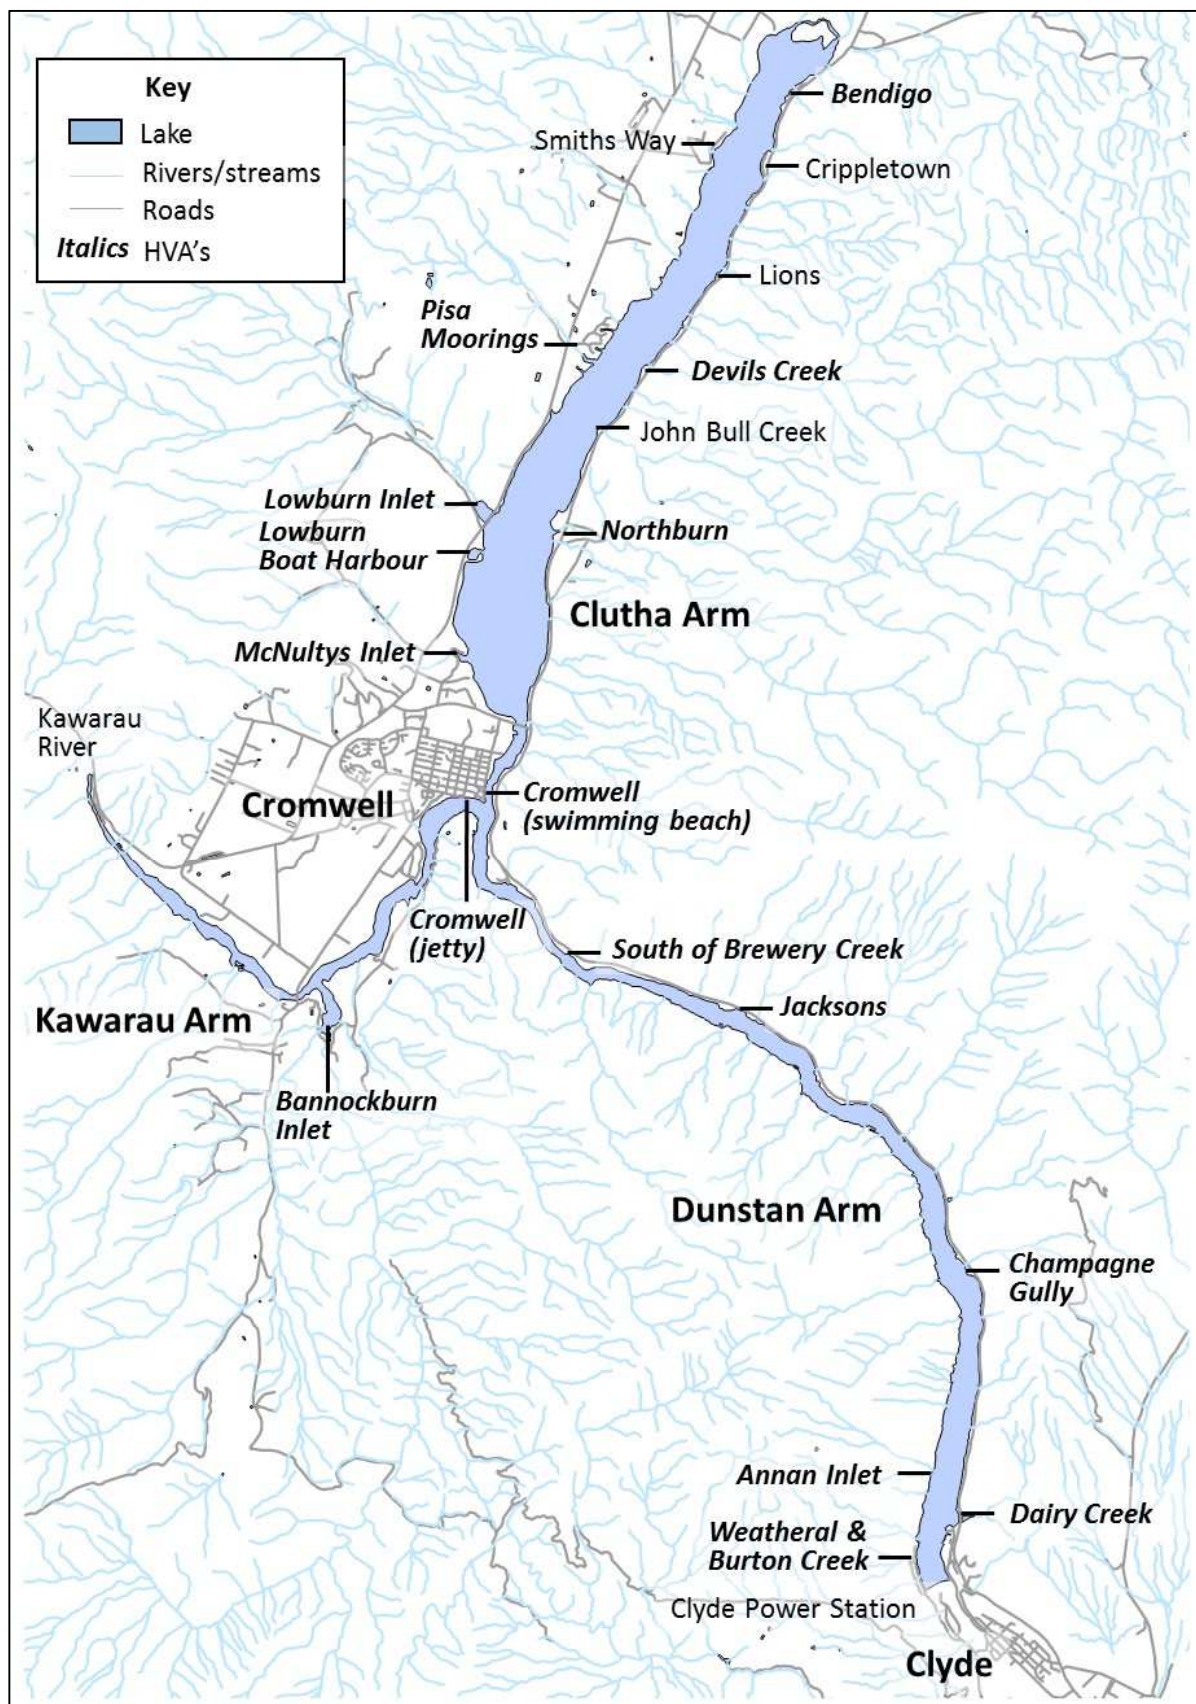 Key
Lake
Rivers/streams
Roads
Italics HVA's
Bendigo
Smiths Way
Crippletown
Lions
Pisa
Moorings
Devils Creek
John Bull Creek
Lowburn Inlet
Lowburn
Boat Harbour
Northburn
Clutha Arm
McNultys Inlet
Kawarau
River
Cromwell
Cromwell
(swimming beach)
Cromwell
(jetty)
South of Brewery Creek
Jacksons
Kawarau Arm
Bannockburn
Inlet
Dunstan Arm
Champagne
Gully
Annan Inlet
Dairy Creek
Weatheral &
Burton Creek
Clyde Power Station
Clyde